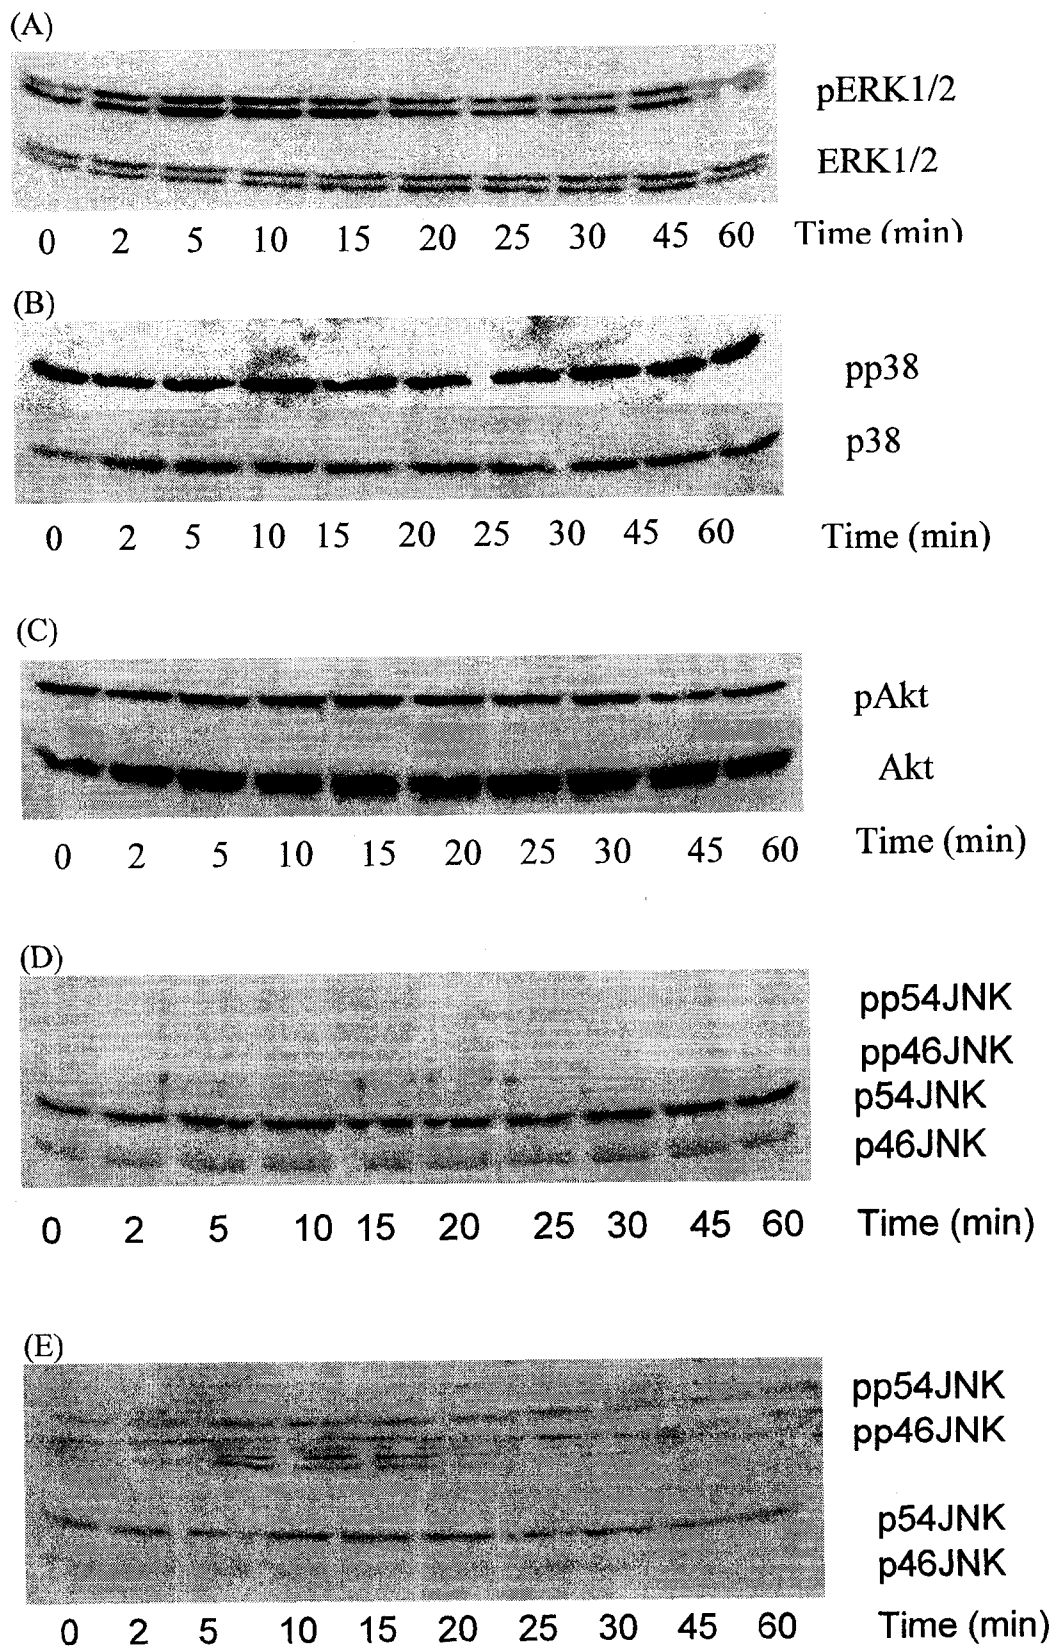 (A)
pERK1/2
ERK1/2
0 2 5 10 15 20 25 30 45 60 Time (min)
(B)
pp38
p38
0 2 5 10 15 20 25 30 45 60 Time (min)
(C)
pAkt
Akt
0 2 5 10 15 20 25 30 45 60 Time (min)
(D)
pp54JNK
pp46JNK
p54JNK
p46JNK
0 2 5 10 15 20 25 30 45 60 Time (min)
(E)
pp54JNK
pp46JNK
p54JNK
p46JNK
0 2 5 10 15 20 25 30 45 60 Time (min)